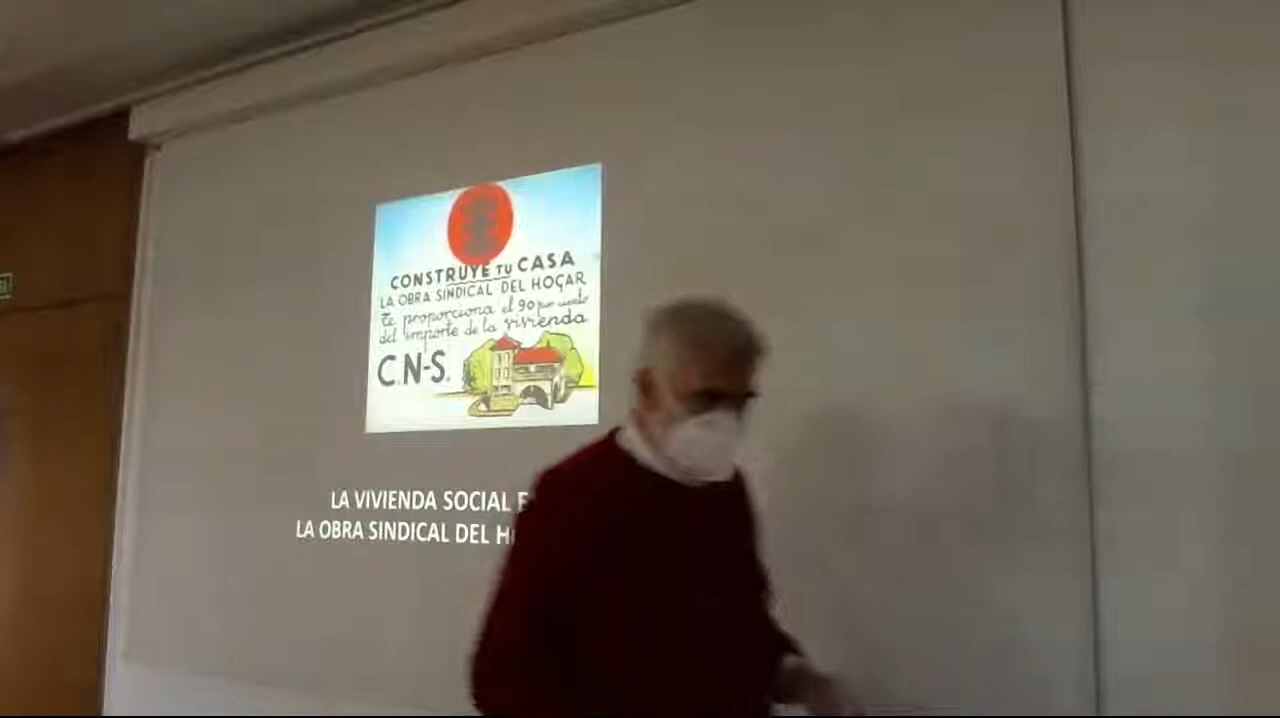 CONSTRUYE TU CASA
LA OBRA SINDICAL DEL HOGAR
te proporciona el 90 por ciento
del importe de la vivienda
C.N-S.
LA VIVIENDA SOCIAL E
LA OBRA SINDICAL DEL H